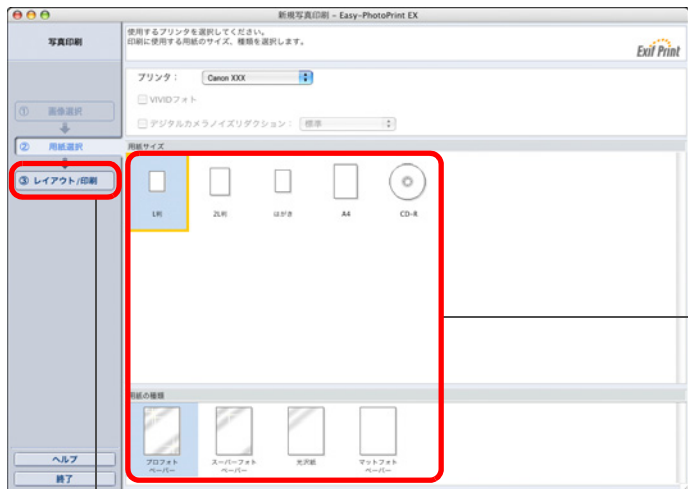 新規写真印刷 – Easy-PhotoPrint EX
写真印刷
使用するプリンタを選択してください。
印刷に使用する用紙のサイズ、種類を選択します。
Exif Print
プリンタ： Canon XXX
VIVIDフォト
デジタルカメラノイズリダクション： 標準
① 画像選択
② 用紙選択
③ レイアウト/印刷
用紙サイズ
L判 2L判 はがき A4 CD-R
用紙の種類
プロフォト スーパーフォト 光沢紙 マットフォト
ペーパー ペーパー ペーパー
ヘルプ
終了